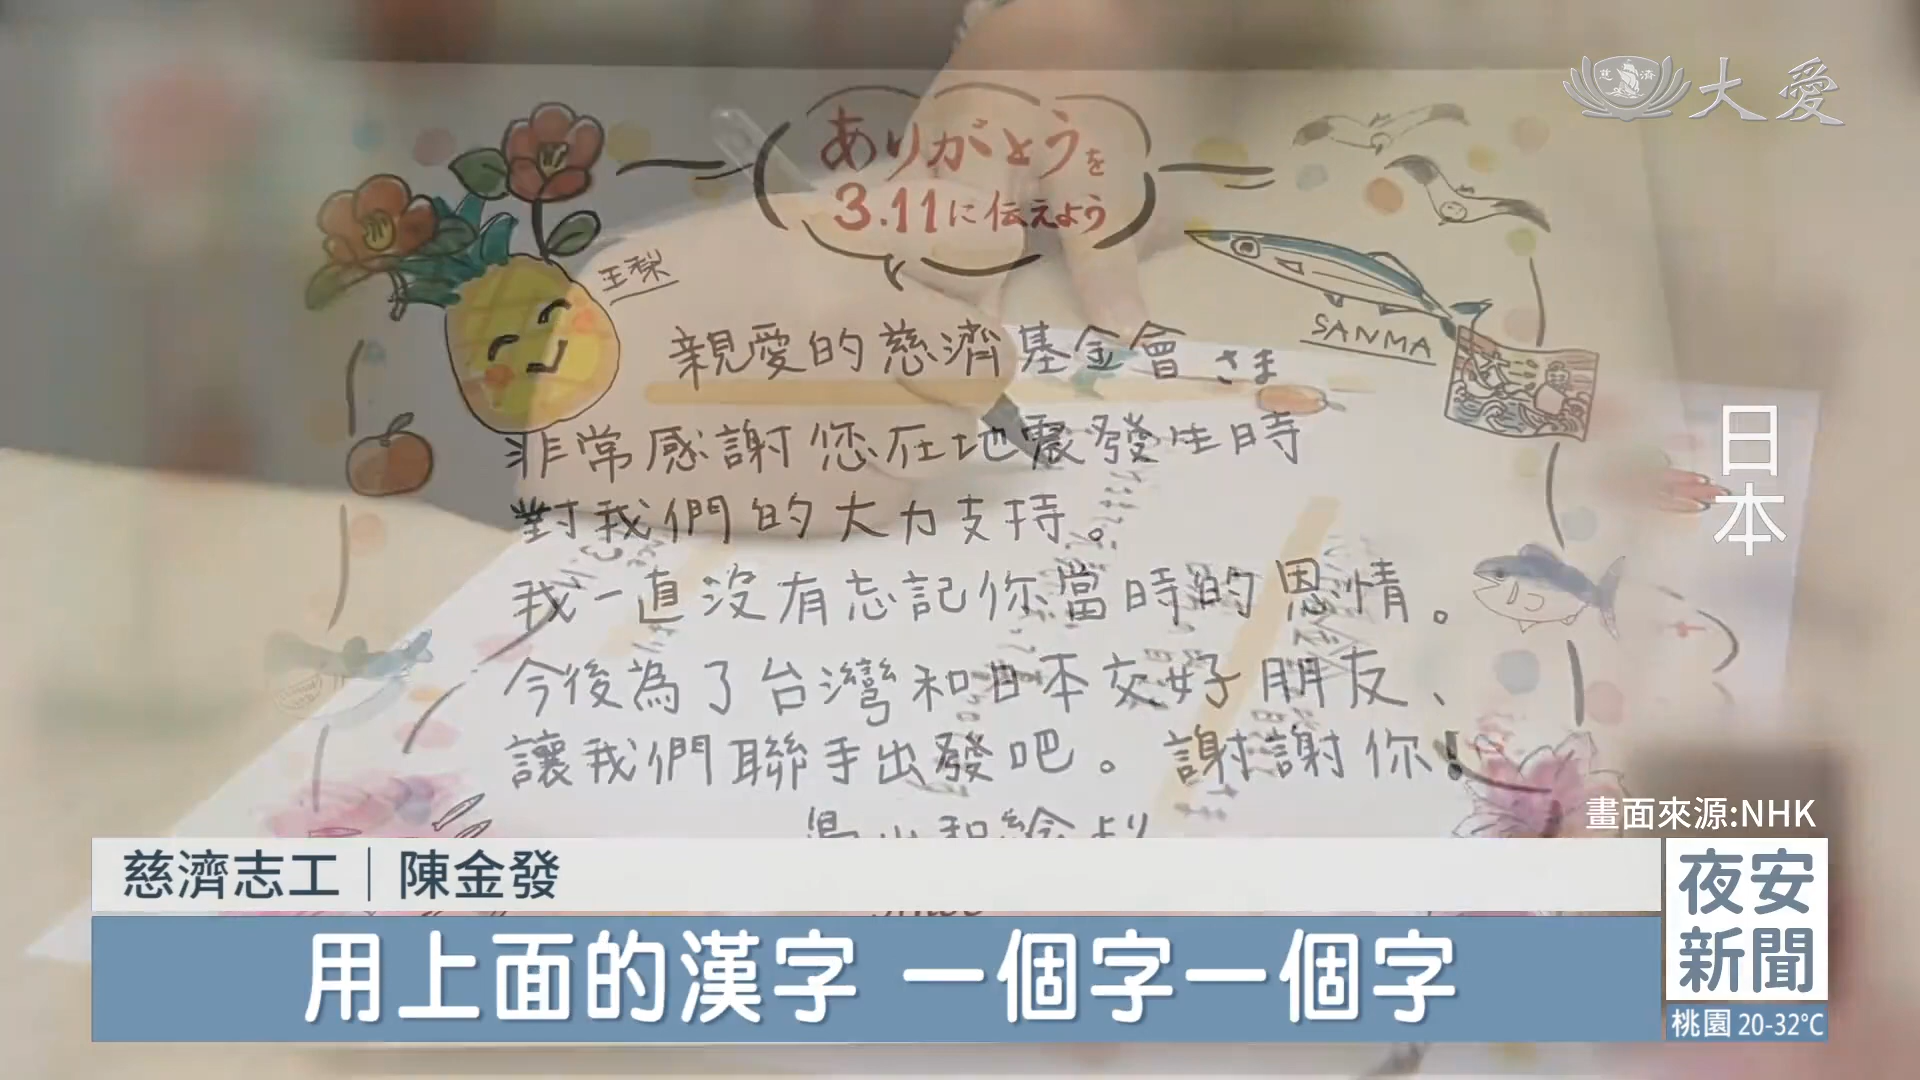 慈濟
大愛
ありがとうを
3.11に伝えよう
王梨
SANMA
親愛的慈濟基金會さま
非常感謝您在地震發生時
對我們的大力支持。
我一直沒有忘記你當時的恩情。
今後為了台灣和日本交好朋友、
讓我們聯手出發吧。謝謝你!
日本
畫面來源:NHK
慈濟志工｜陳金發
用上面的漢字 一個字一個字
夜安
新聞
桃園 20-32°C